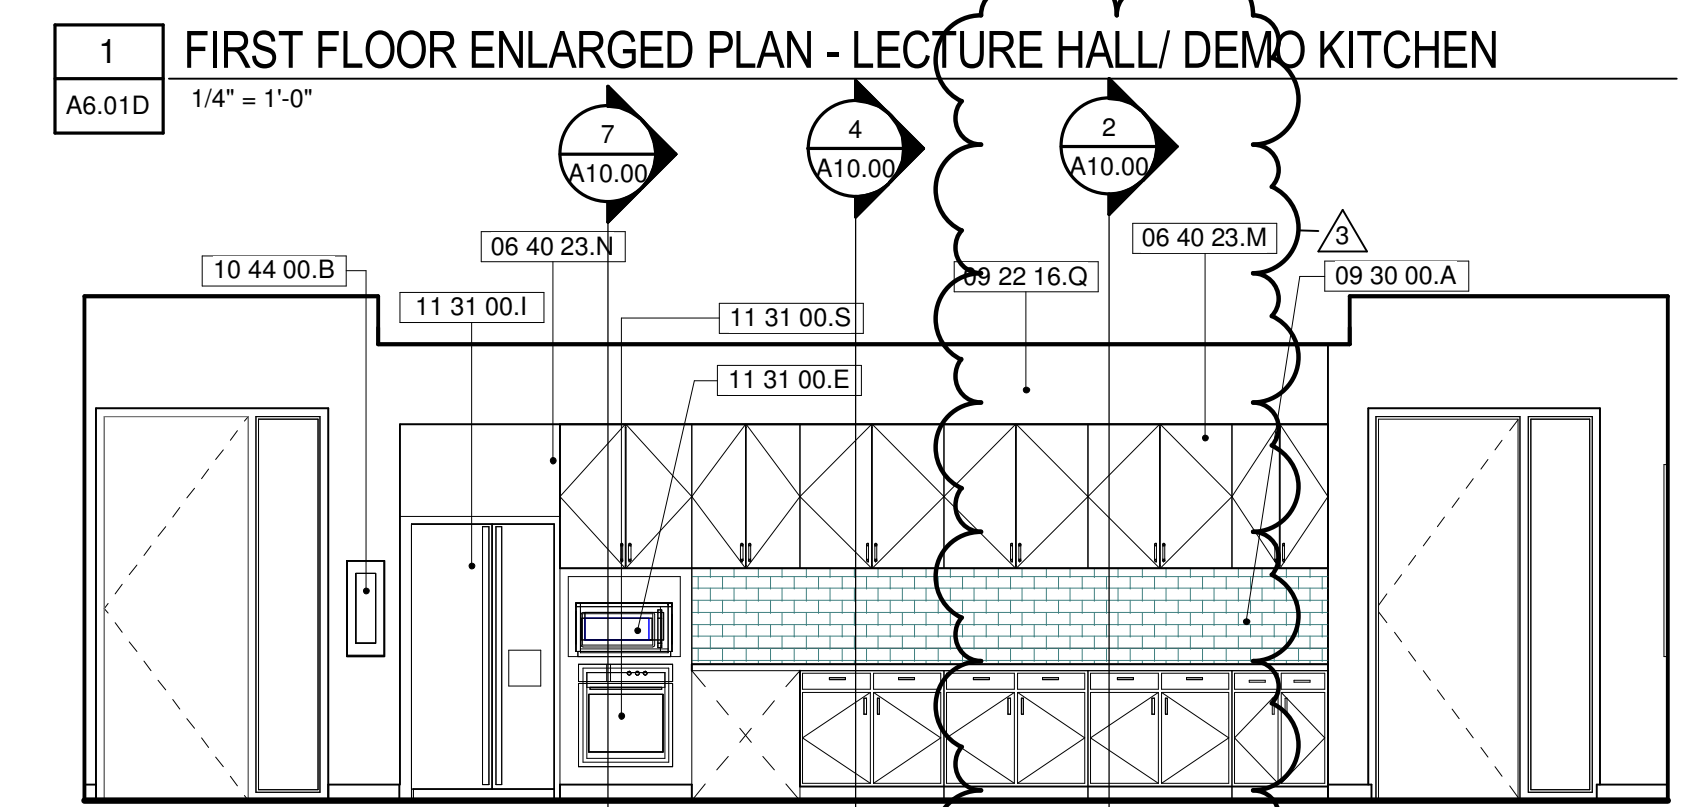 1
FIRST FLOOR ENLARGED PLAN - LECTURE HALL/ DEMO KITCHEN
A6.01D
1/4" = 1'-0"
7
A10.00
4
A10.00
2
A10.00
10 44 00.B
06 40 23.N
06 40 23.M
3
11 31 00.I
11 31 00.S
09 22 16.Q
09 30 00.A
11 31 00.E